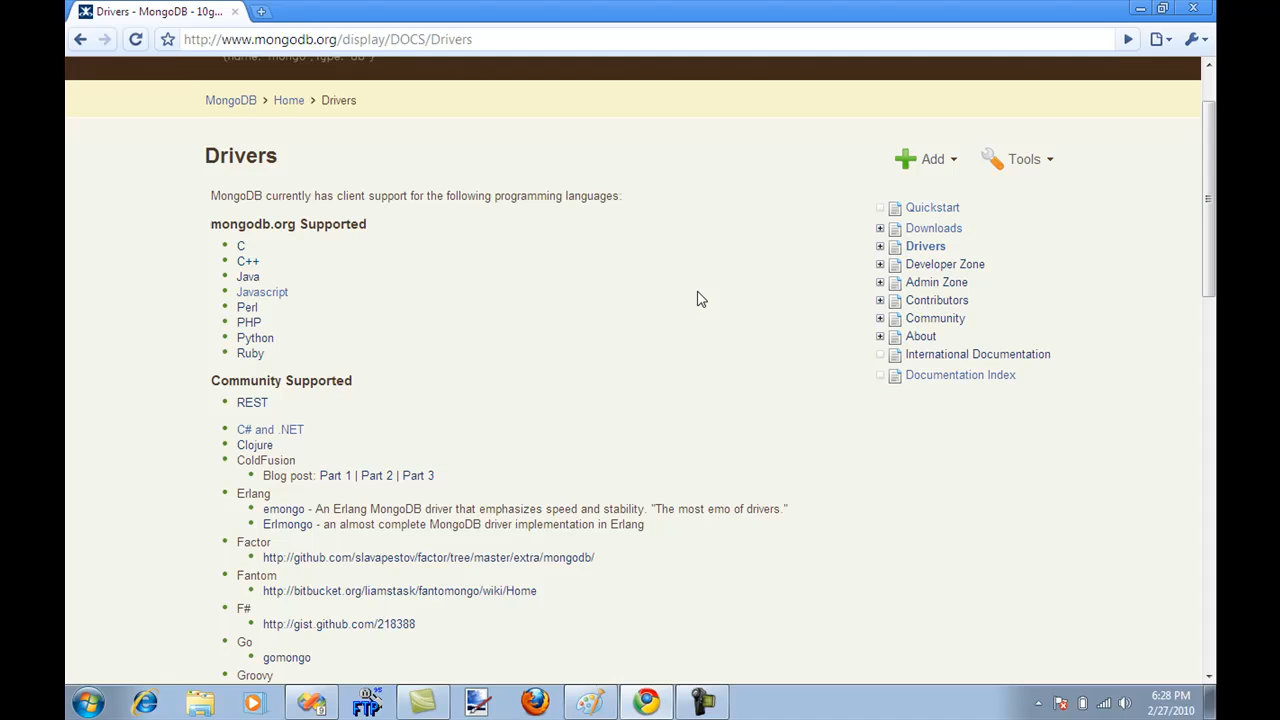 Drivers - MongoDB - 10g...
http://www.mongodb.org/display/DOCS/Drivers
{name: "mongo", type: "db"}
MongoDB > Home > Drivers
Drivers
Add
Tools
MongoDB currently has client support for the following programming languages:
mongodb.org Supported
C
C++
Java
Javascript
Perl
PHP
Python
Ruby
Community Supported
REST
C# and .NET
Clojure
ColdFusion
Blog post: Part 1 | Part 2 | Part 3
Erlang
emongo - An Erlang MongoDB driver that emphasizes speed and stability. "The most emo of drivers."
Erlmongo - an almost complete MongoDB driver implementation in Erlang
Factor
http://github.com/slavapestov/factor/tree/master/extra/mongodb/
Fantom
http://bitbucket.org/liamstask/fantomongo/wiki/Home
F#
http://gist.github.com/218388
Go
gomongo
Groovy
Quickstart
Downloads
Drivers
Developer Zone
Admin Zone
Contributors
Community
About
International Documentation
Documentation Index
FTP
6:28 PM
2/27/2010